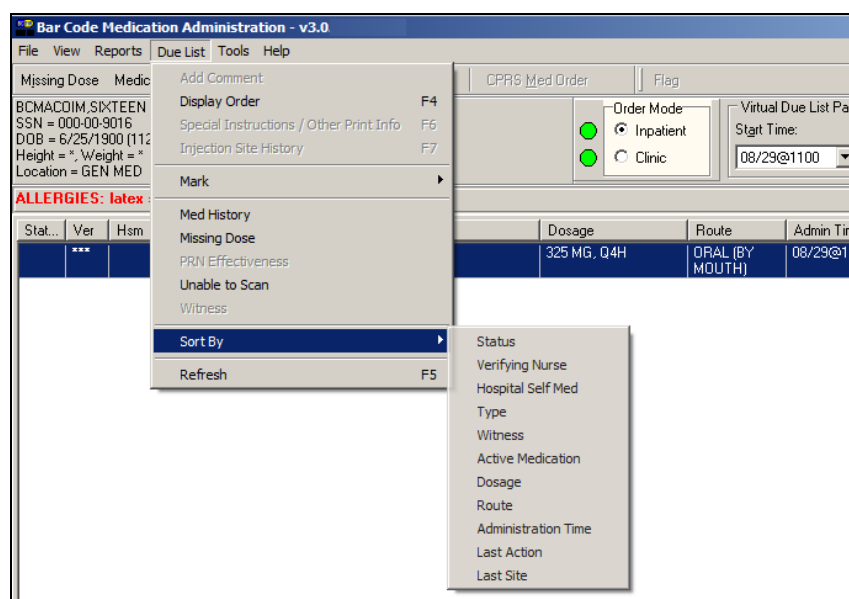 Bar Code Medication Administration - v3.0
File View Reports Due List Tools Help
Missing Dose Medic CPRS Med Order Flag
BCMACOIM,SIXTEEN
SSN = 000-00-9016
DOB = 6/25/1900 (112
Height = *, Weight = *
Location = GEN MED
Order Mode
Inpatient
Clinic
Virtual Due List Pa
Start Time:
08/29@1100
ALLERGIES: latex
Stat... Ver Hsm Dosage Route Admin Tir
*** 325 MG, Q4H ORAL (BY MOUTH) 08/29@1
Add Comment
Display Order F4
Special Instructions / Other Print Info F6
Injection Site History F7
Mark
Med History
Missing Dose
PRN Effectiveness
Unable to Scan
Witness
Sort By
Refresh F5
Status
Verifying Nurse
Hospital Self Med
Type
Witness
Active Medication
Dosage
Route
Administration Time
Last Action
Last Site